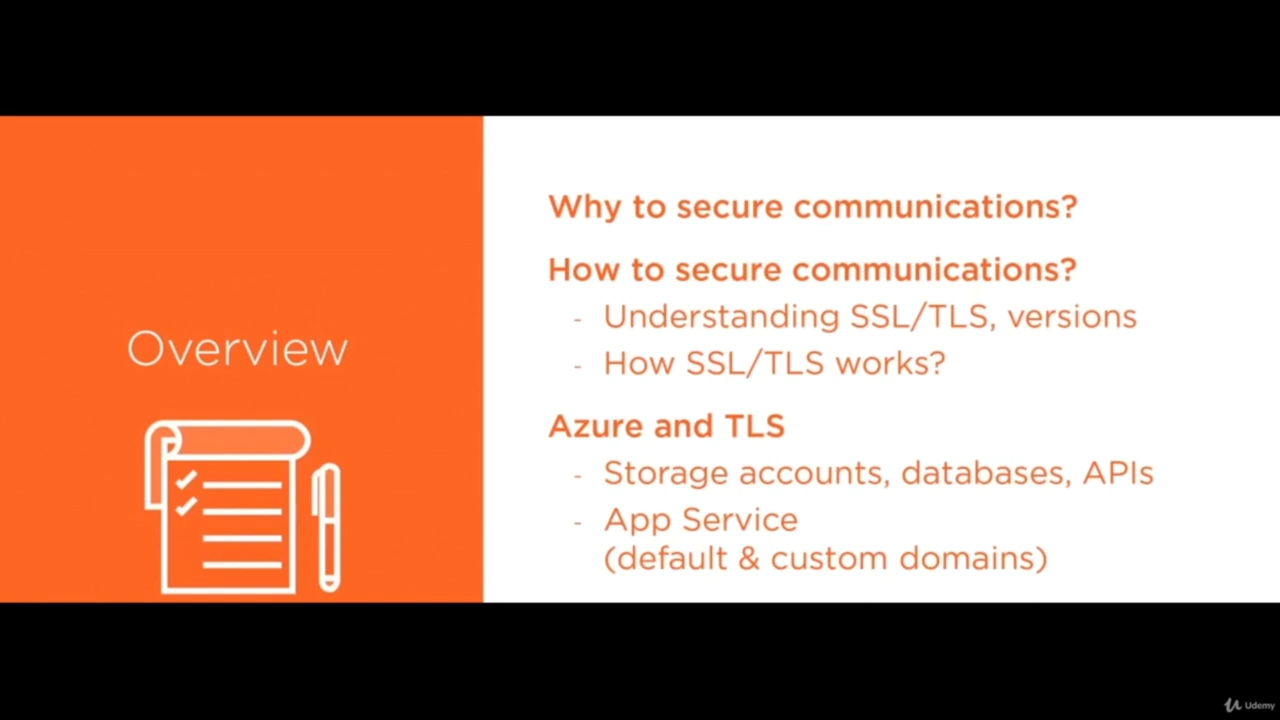 Overview
Why to secure communications?
How to secure communications?
- Understanding SSL/TLS, versions
- How SSL/TLS works?
Azure and TLS
- Storage accounts, databases, APIs
- App Service
(default & custom domains)
Udemy